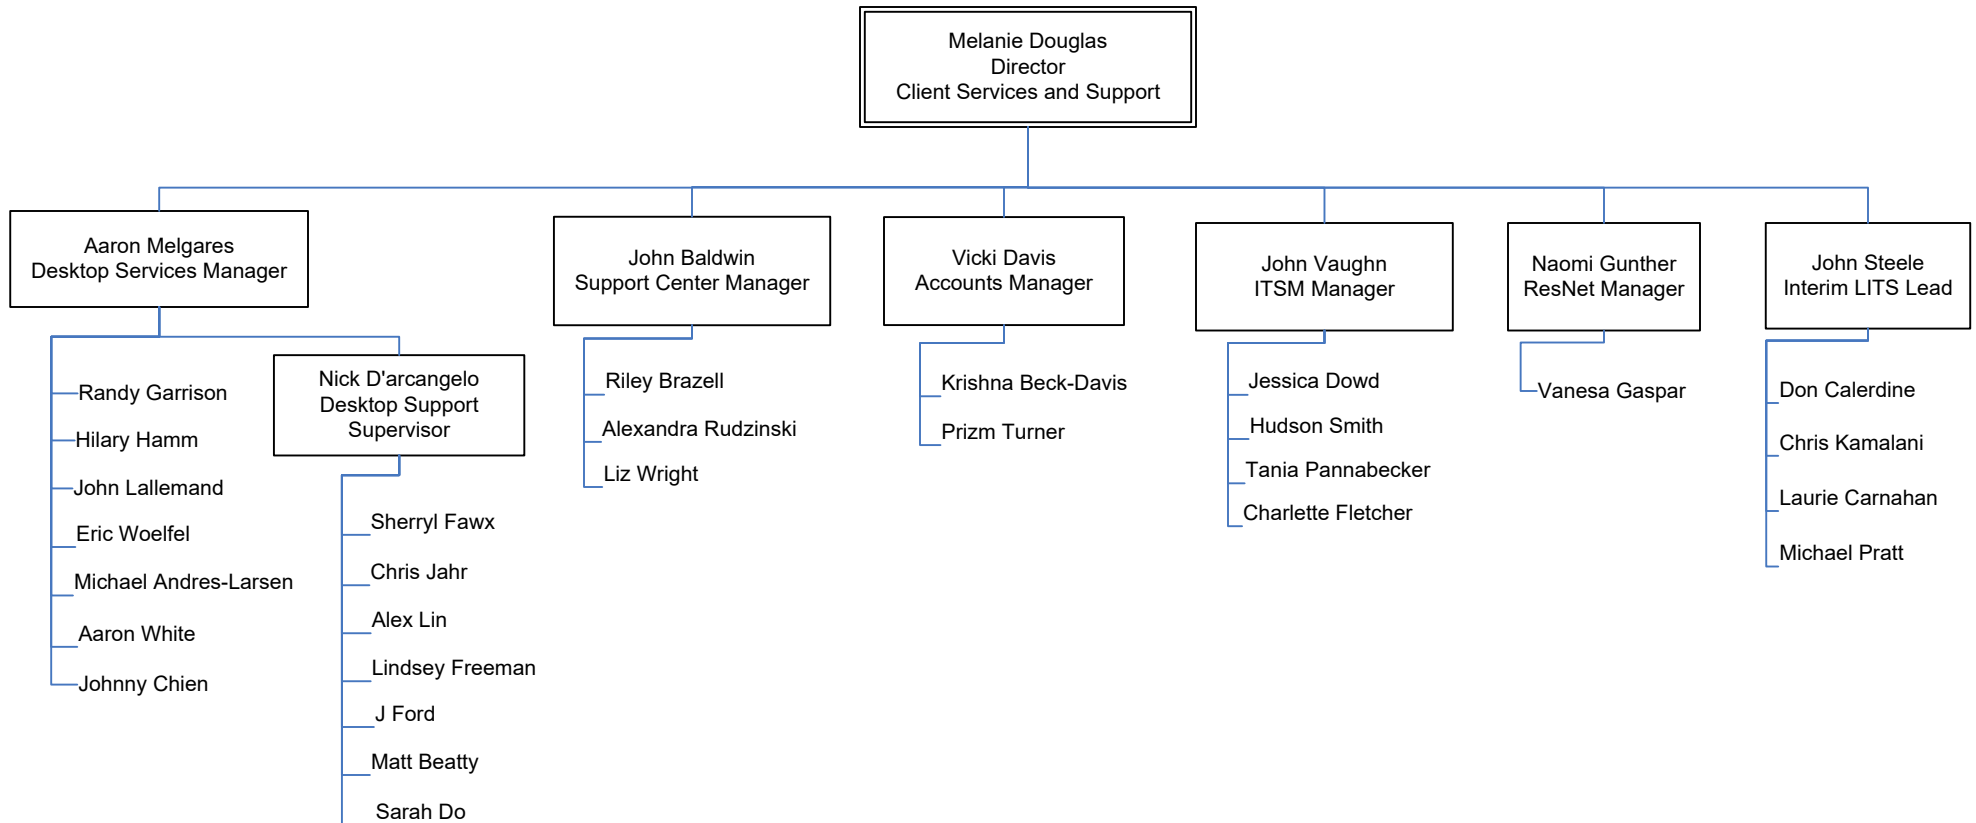 Melanie Douglas
Director
Client Services and Support
Aaron Melgares
Desktop Services Manager
John Baldwin
Support Center Manager
Vicki Davis
Accounts Manager
John Vaughn
ITSM Manager
Naomi Gunther
ResNet Manager
John Steele
Interim LITS Lead
Randy Garrison
Hilary Hamm
John Lallemand
Eric Woelfel
Michael Andres-Larsen
Aaron White
Johnny Chien
Nick D'arcangelo
Desktop Support
Supervisor
Sherryl Fawx
Chris Jahr
Alex Lin
Lindsey Freeman
J Ford
Matt Beatty
Sarah Do
Riley Brazell
Alexandra Rudzinski
Liz Wright
Krishna Beck-Davis
Prizm Turner
Jessica Dowd
Hudson Smith
Tania Pannabecker
Charlette Fletcher
Vanesa Gaspar
Don Calerdine
Chris Kamalani
Laurie Carnahan
Michael Pratt